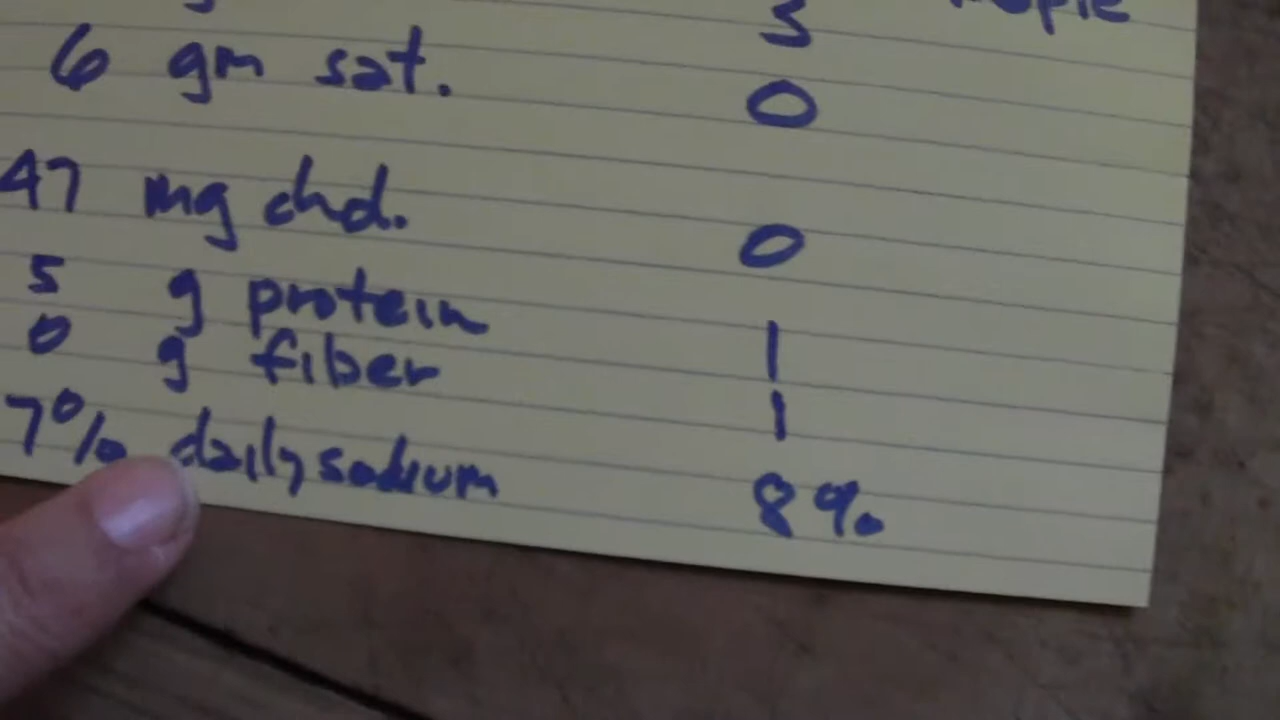 3
6 gm sat. 0
47 mg chol. 0
5 g protein 1
0 g fiber 1
7% daily sodium 8%